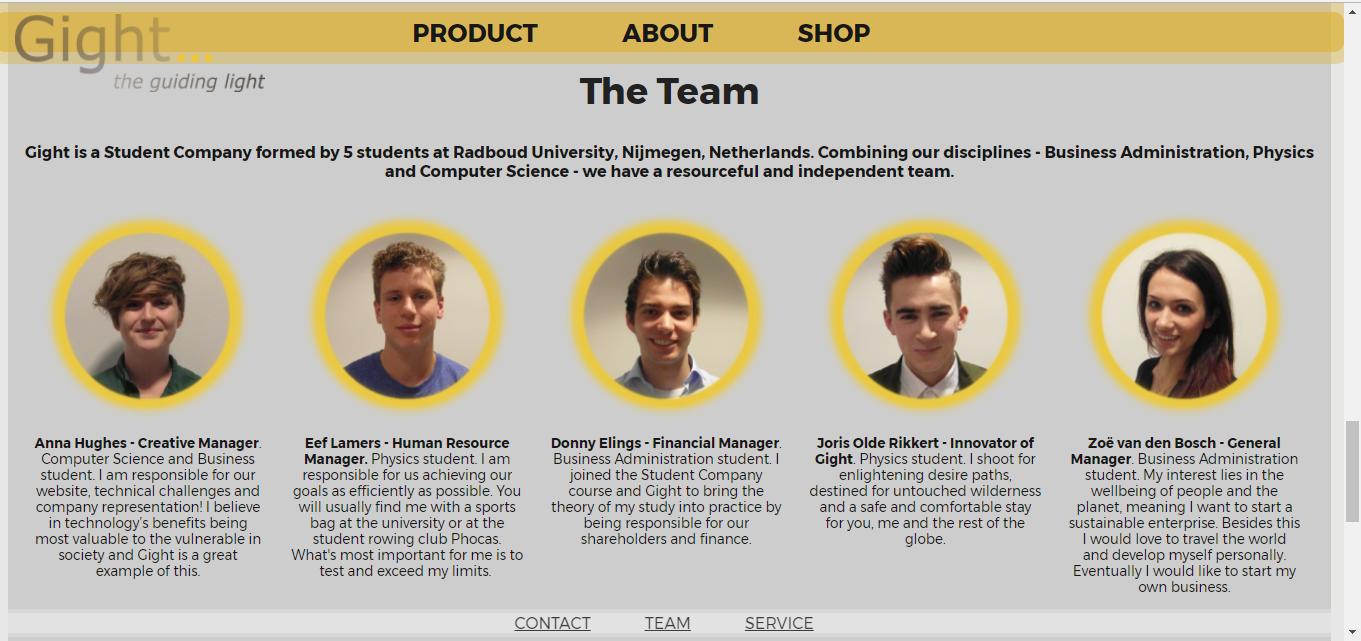 Gight...
the guiding light
PRODUCT ABOUT SHOP
The Team
Gight is a Student Company formed by 5 students at Radboud University, Nijmegen, Netherlands. Combining our disciplines - Business Administration, Physics
and Computer Science - we have a resourceful and independent team.
Anna Hughes - Creative Manager.
Computer Science and Business
student. I am responsible for our
website, technical challenges and
company representation! I believe
in technology's benefits being
most valuable to the vulnerable in
society and Gight is a great
example of this.
Eef Lamers - Human Resource
Manager. Physics student. I am
responsible for us achieving our
goals as efficiently as possible. You
will usually find me with a sports
bag at the university or at the
student rowing club Phocas.
What's most important for me is to
test and exceed my limits.
Donny Elings - Financial Manager.
Business Administration student. I
joined the Student Company
course and Gight to bring the
theory of my study into practice by
being responsible for our
shareholders and finance.
Joris Olde Rikkert - Innovator of
Gight. Physics student. I shoot for
enlightening desire paths,
destined for untouched wilderness
and a safe and comfortable stay
for you, me and the rest of the
globe.
Zoë van den Bosch - General
Manager. Business Administration
student. My interest lies in the
wellbeing of people and the
planet, meaning I want to start a
sustainable enterprise. Besides this
I would love to travel the world
and develop myself personally.
Eventually I would like to start my
own business.
CONTACT TEAM SERVICE